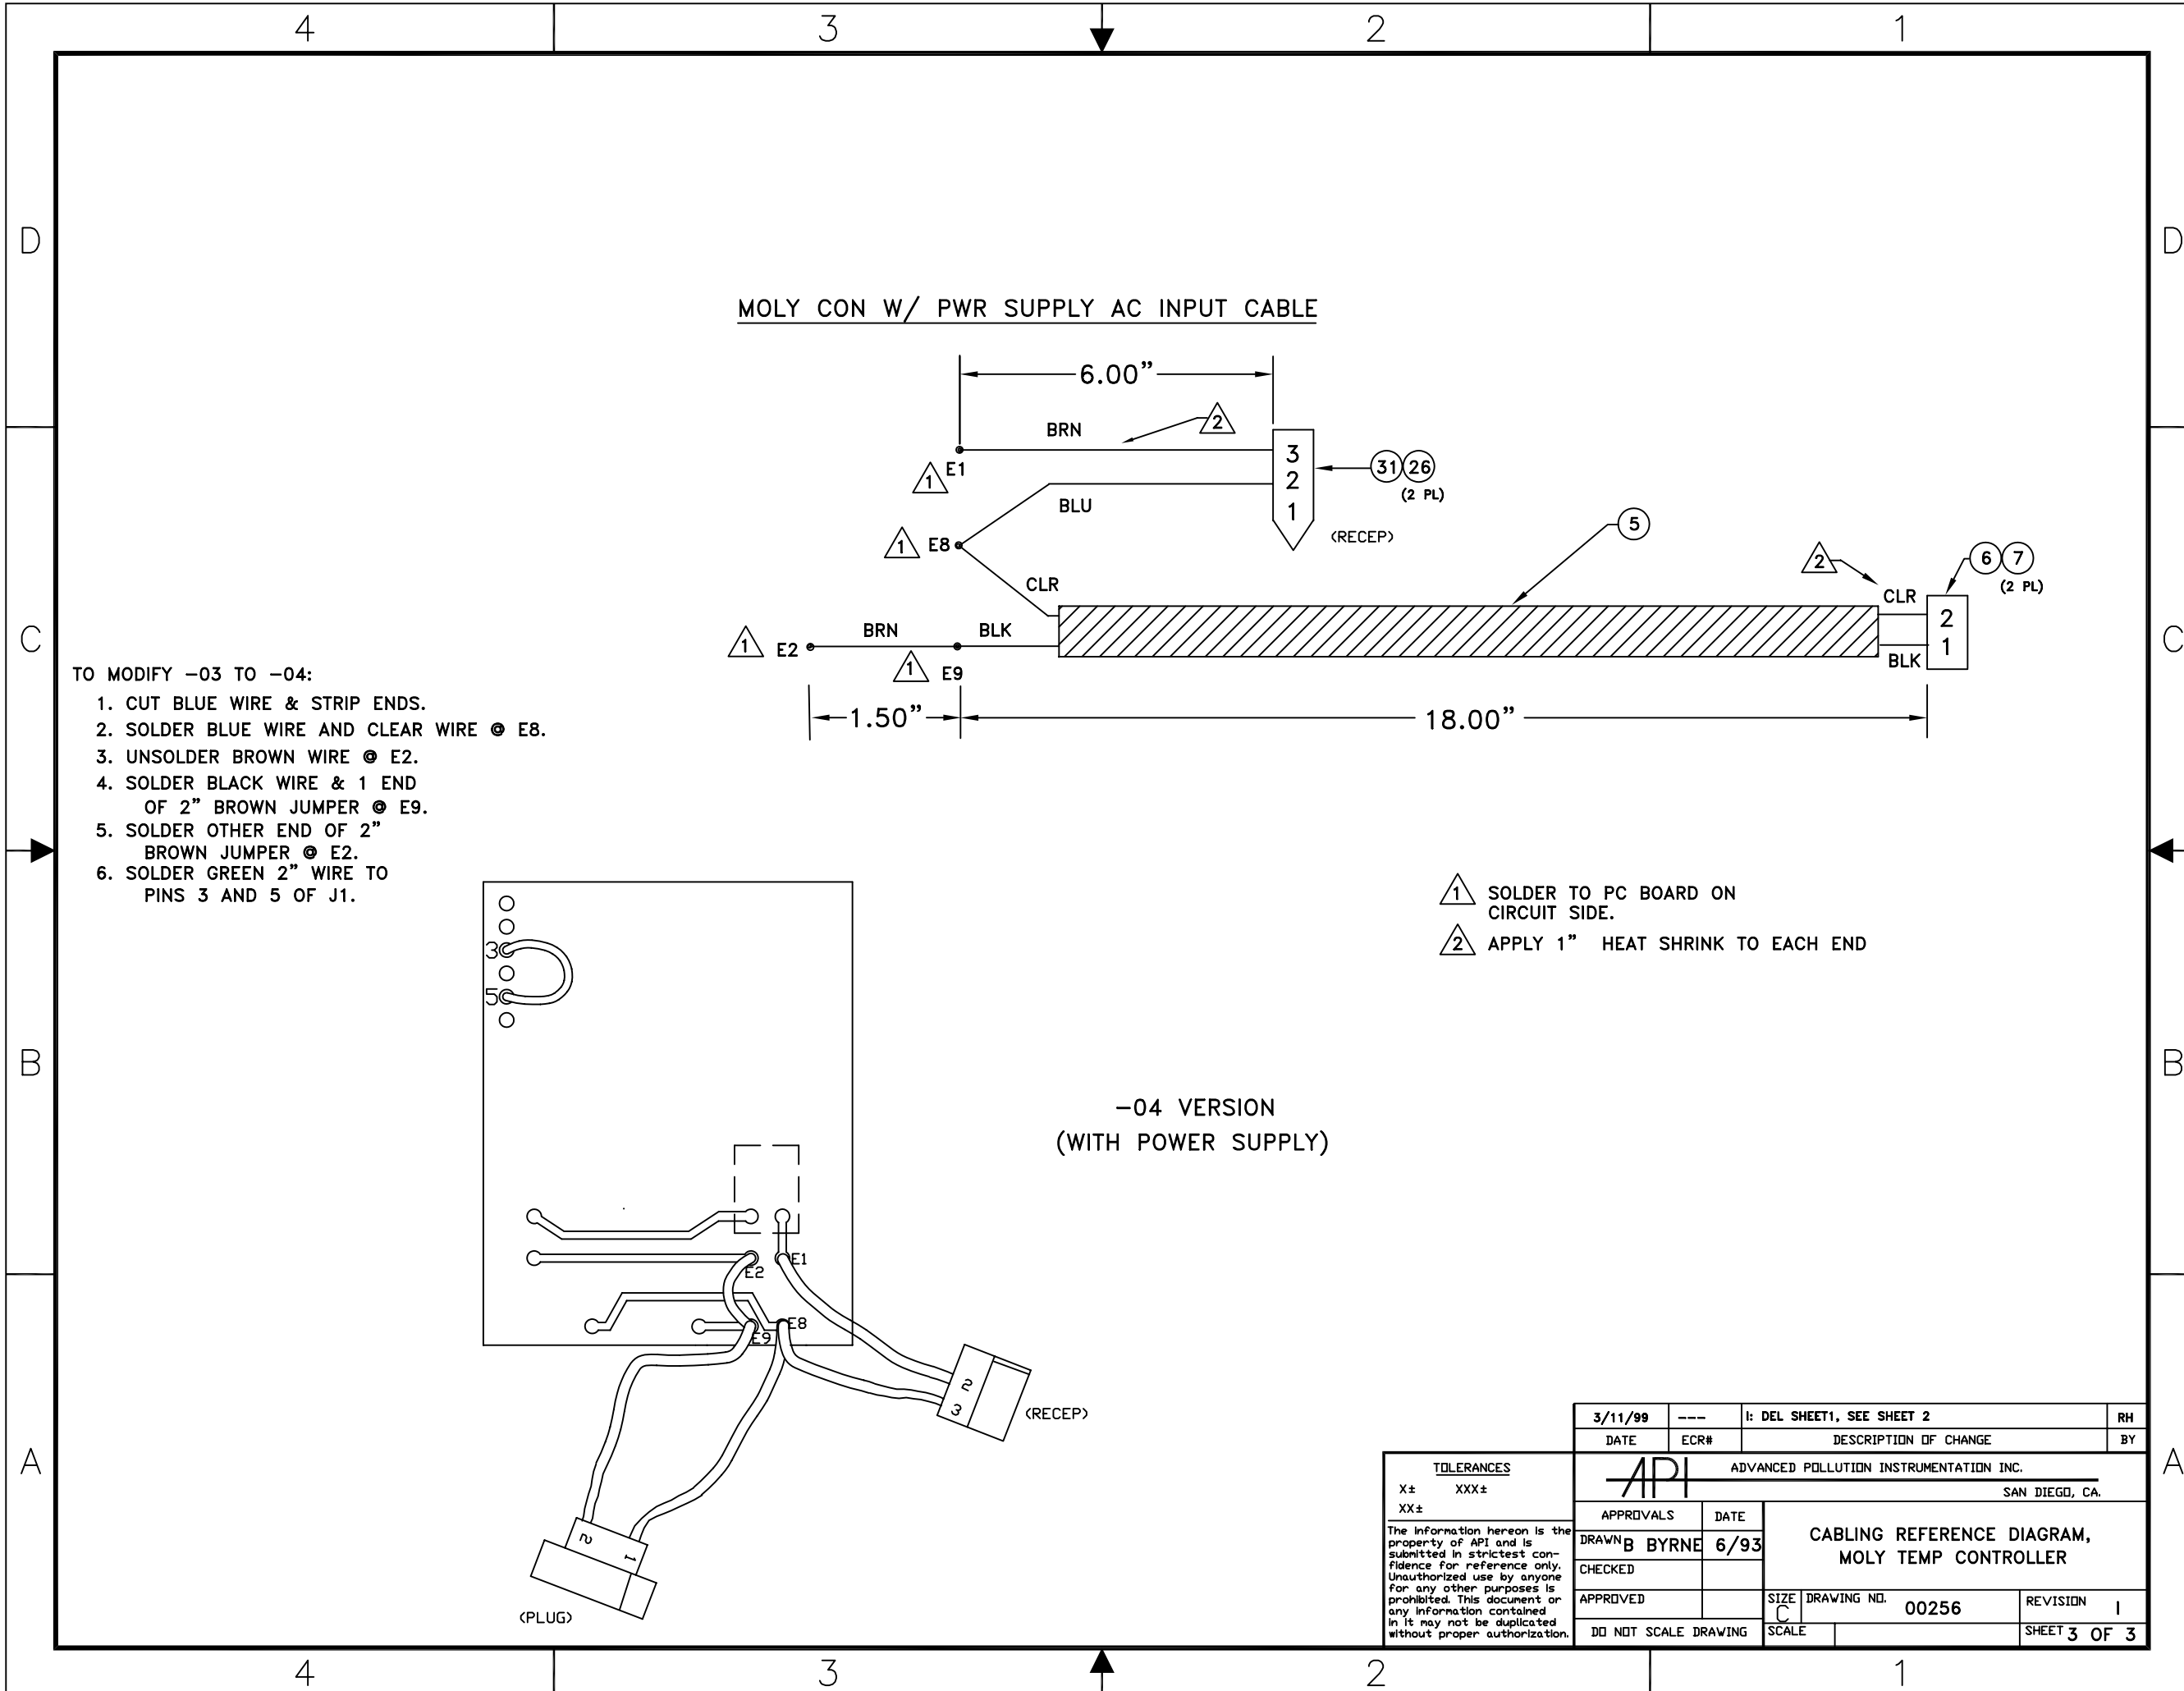 4 3 2 1
D D
MOLY CON W/ PWR SUPPLY AC INPUT CABLE
6.00"
BRN
2
3
2
1
31 26
(2 PL)
1 E1
BLU
(RECEP)
5
1 E8
CLR
2
CLR
6 7
(2 PL)
2
1
BLK
1 E2
BRN
BLK
1 E9
1.50"
18.00"
C C
TO MODIFY -03 TO -04:
1. CUT BLUE WIRE & STRIP ENDS.
2. SOLDER BLUE WIRE AND CLEAR WIRE @ E8.
3. UNSOLDER BROWN WIRE @ E2.
4. SOLDER BLACK WIRE & 1 END
OF 2" BROWN JUMPER @ E9.
5. SOLDER OTHER END OF 2"
BROWN JUMPER @ E2.
6. SOLDER GREEN 2" WIRE TO
PINS 3 AND 5 OF J1.
1 SOLDER TO PC BOARD ON
CIRCUIT SIDE.
2 APPLY 1" HEAT SHRINK TO EACH END
3
5
B B
-04 VERSION
(WITH POWER SUPPLY)
E1
E2
E8
E9
2
3
(RECEP)
2
1
(PLUG)
A A
3/11/99 --- I: DEL SHEET1, SEE SHEET 2 RH
DATE ECR# DESCRIPTION OF CHANGE BY
TOLERANCES
X± XXX±
XX±
The information hereon is the
property of API and is
submitted in strictest con-
fidence for reference only.
Unauthorized use by anyone
for any other purposes is
prohibited. This document or
any information contained
in it may not be duplicated
without proper authorization.
API ADVANCED POLLUTION INSTRUMENTATION INC.
SAN DIEGO, CA.
APPROVALS DATE
DRAWN B BYRNE 6/93
CHECKED
APPROVED
DO NOT SCALE DRAWING
CABLING REFERENCE DIAGRAM,
MOLY TEMP CONTROLLER
SIZE C DRAWING NO. 00256 REVISION I
SCALE SHEET 3 OF 3
4 3 2 1